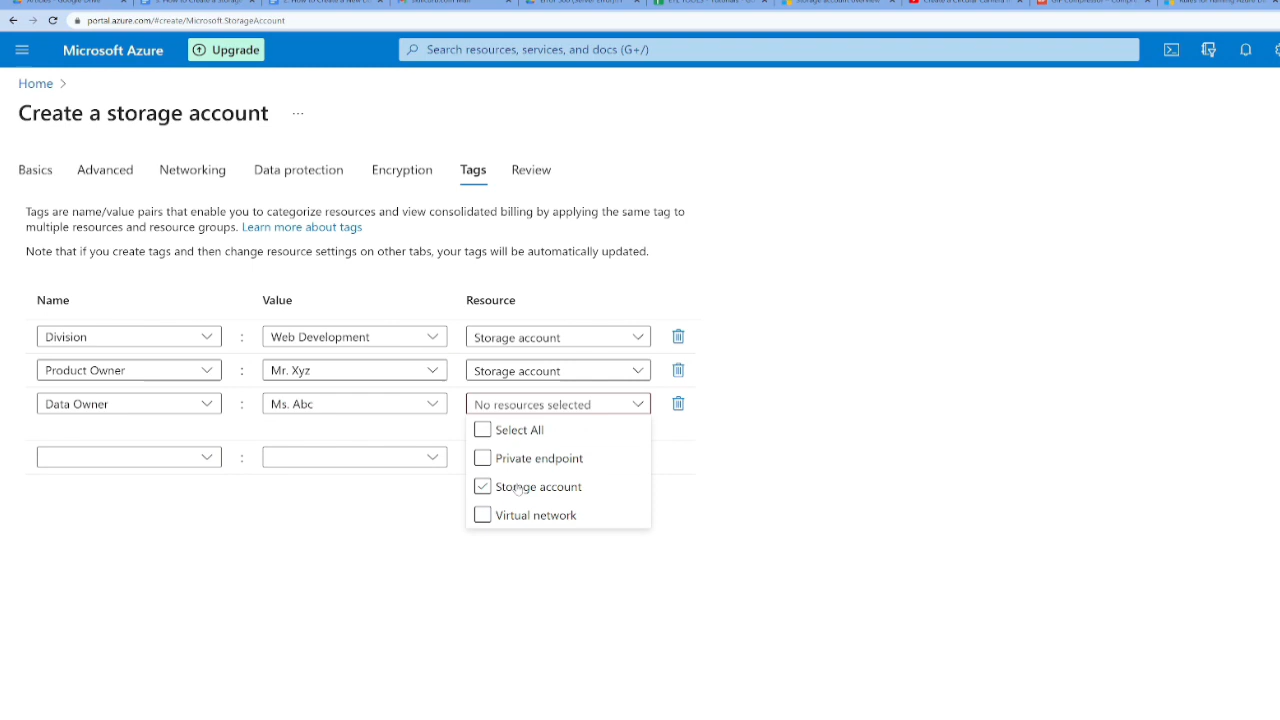 Articles - Google Drive
portal.azure.com/#create/Microsoft.StorageAccount
Microsoft Azure
Upgrade
Search resources, services, and docs (G+/)
Home
Create a storage account ...
Basics Advanced Networking Data protection Encryption Tags Review
Tags are name/value pairs that enable you to categorize resources and view consolidated billing by applying the same tag to
multiple resources and resource groups. Learn more about tags
Note that if you create tags and then change resource settings on other tabs, your tags will be automatically updated.
Name Value Resource
Division : Web Development Storage account
Product Owner : Mr. Xyz Storage account
Data Owner : Ms. Abc No resources selected
Select All
:
Private endpoint
Storage account
Virtual network